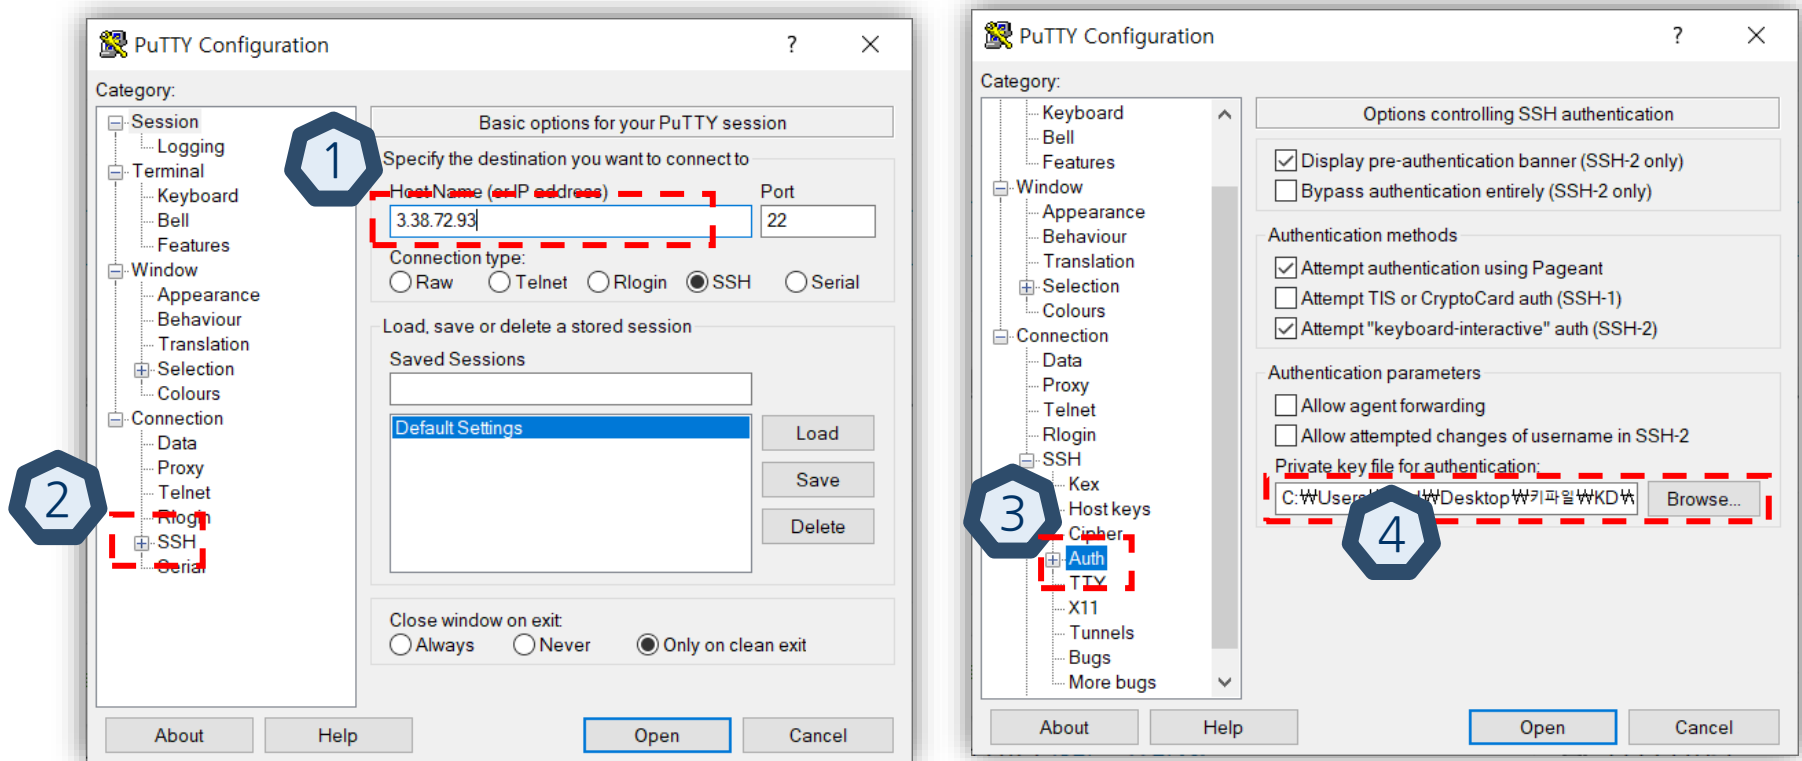 PuTTY Configuration
?
Category:
Session
Logging
Terminal
Keyboard
Bell
Features
Window
Appearance
Behaviour
Translation
Selection
Colours
Connection
Data
Proxy
Telnet
Rlogin
SSH
Serial
1
2
Basic options for your PuTTY session
Specify the destination you want to connect to
Host Name (or IP address) Port
3.38.72.93 22
Connection type:
Raw Telnet Rlogin SSH Serial
Load, save or delete a stored session
Saved Sessions
Default Settings
Load
Save
Delete
Close window on exit:
Always Never Only on clean exit
About Help Open Cancel
PuTTY Configuration
?
Category:
Keyboard
Bell
Features
Window
Appearance
Behaviour
Translation
Selection
Colours
Connection
Data
Proxy
Telnet
Rlogin
SSH
Kex
Host keys
Cipher
Auth
TTY
X11
Tunnels
Bugs
More bugs
3
Options controlling SSH authentication
Display pre-authentication banner (SSH-2 only)
Bypass authentication entirely (SSH-2 only)
Authentication methods
Attempt authentication using Pageant
Attempt TIS or CryptoCard auth (SSH-1)
Attempt "keyboard-interactive" auth (SSH-2)
Authentication parameters
Allow agent forwarding
Allow attempted changes of username in SSH-2
Private key file for authentication:
C:₩Users ₩Desktop₩키파일₩KD₩ Browse...
4
About Help Open Cancel